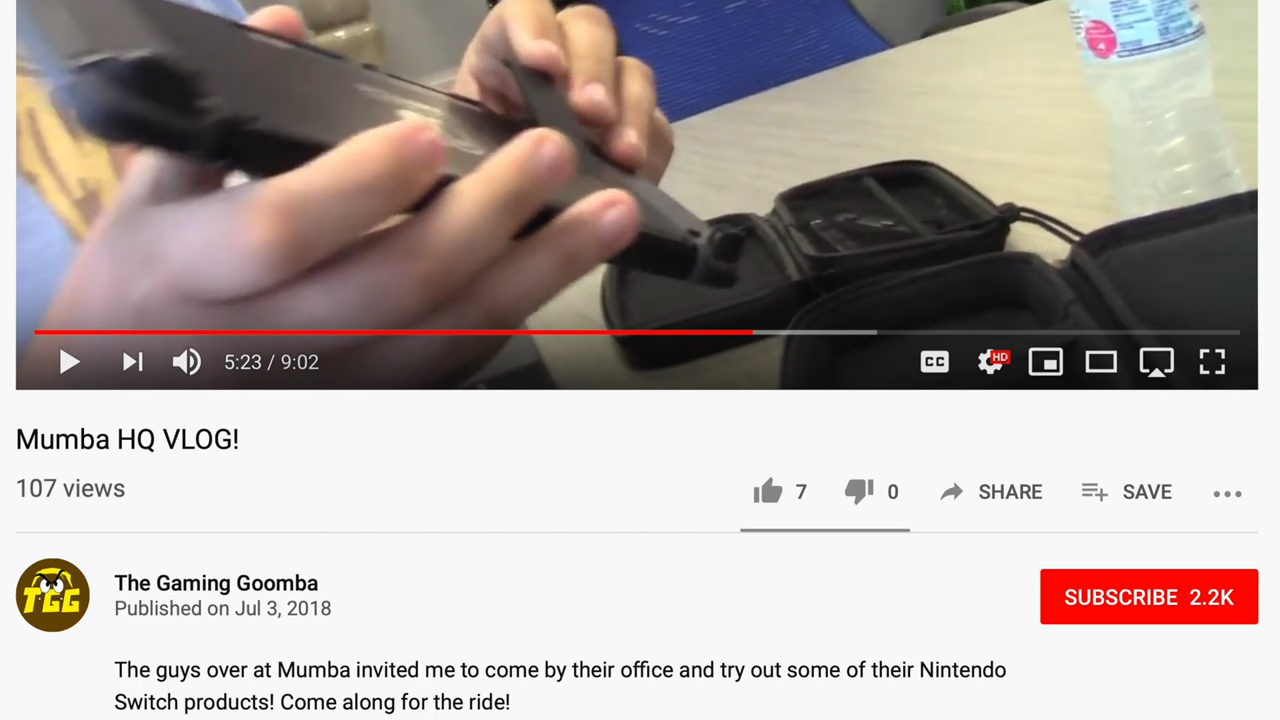 CC
HD
5:23 / 9:02
Mumba HQ VLOG!
107 views
7
0
SHARE
SAVE
TGG
The Gaming Goomba
Published on Jul 3, 2018
SUBSCRIBE 2.2K
The guys over at Mumba invited me to come by their office and try out some of their Nintendo
Switch products! Come along for the ride!